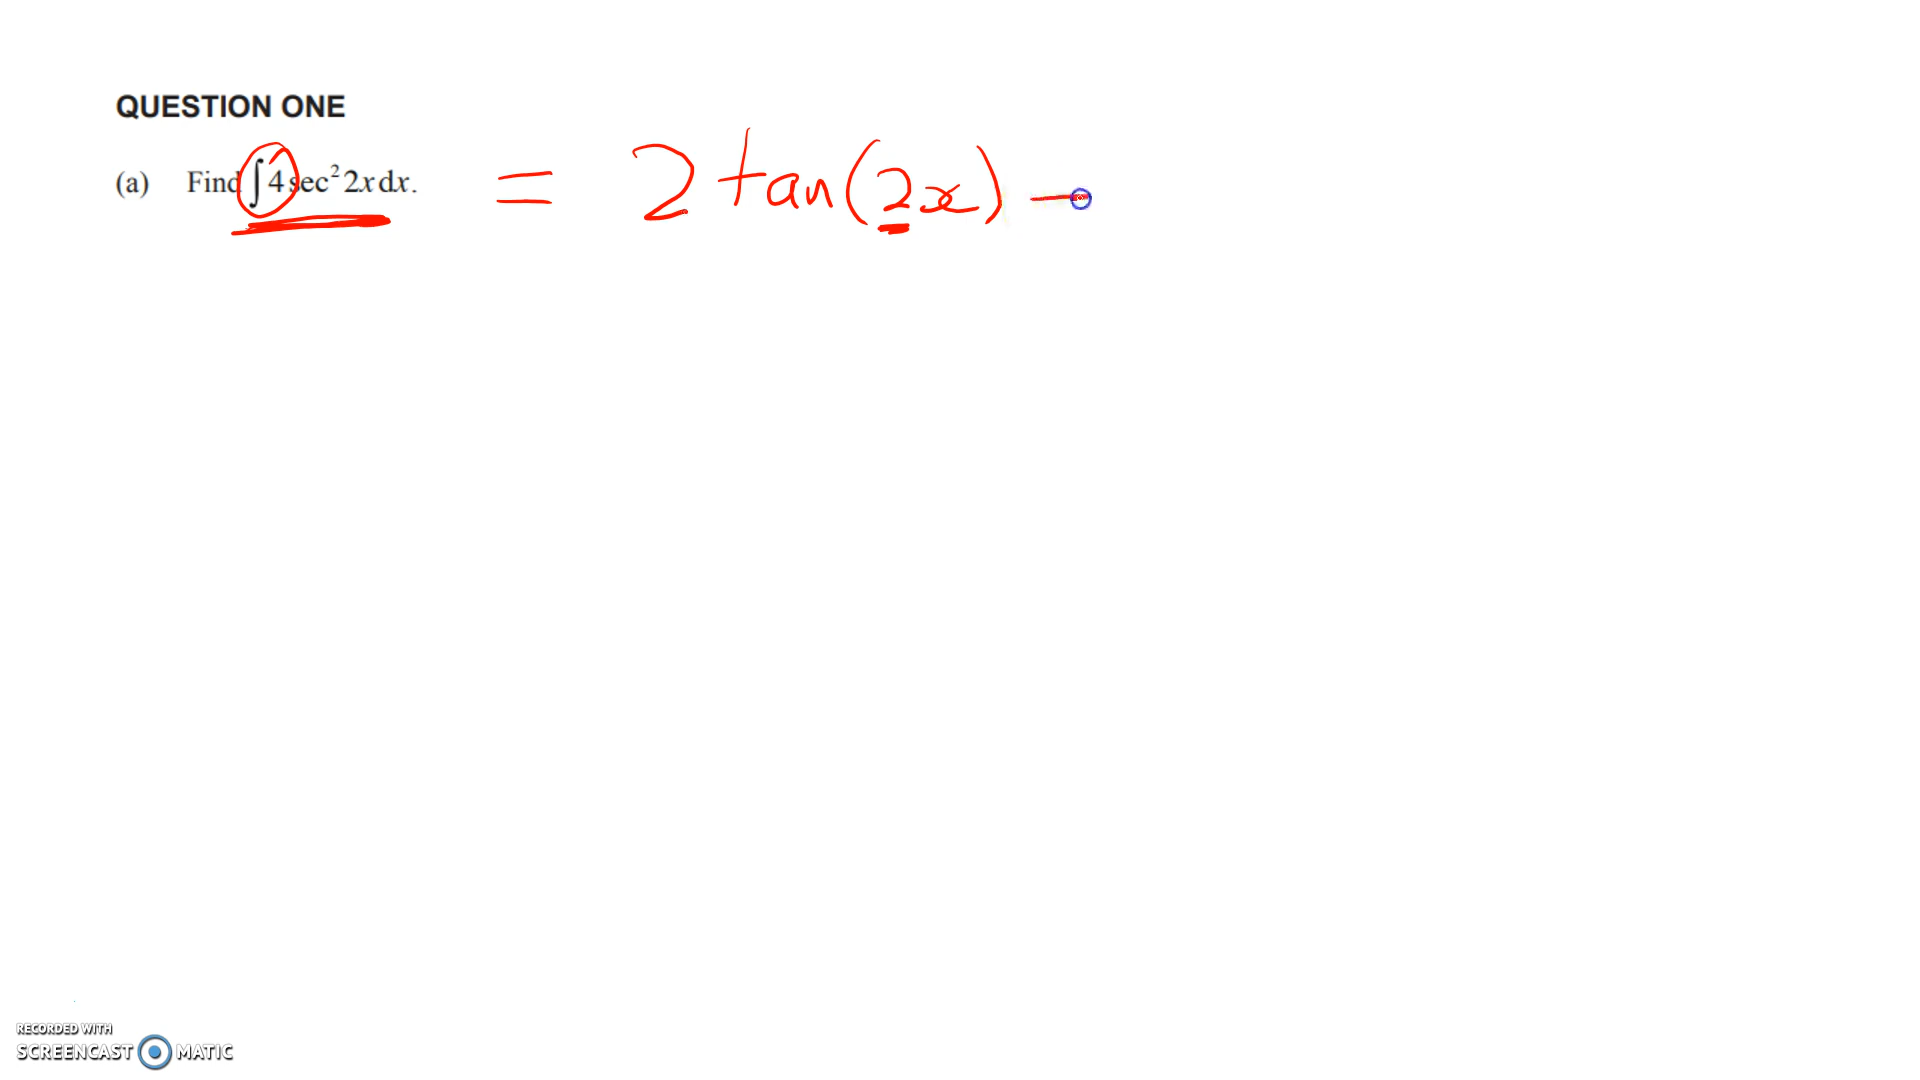 QUESTION ONE
(a) Find ∫4 sec² 2x dx. = 2 tan(2x) —
RECORDED WITH
SCREENCAST MATIC